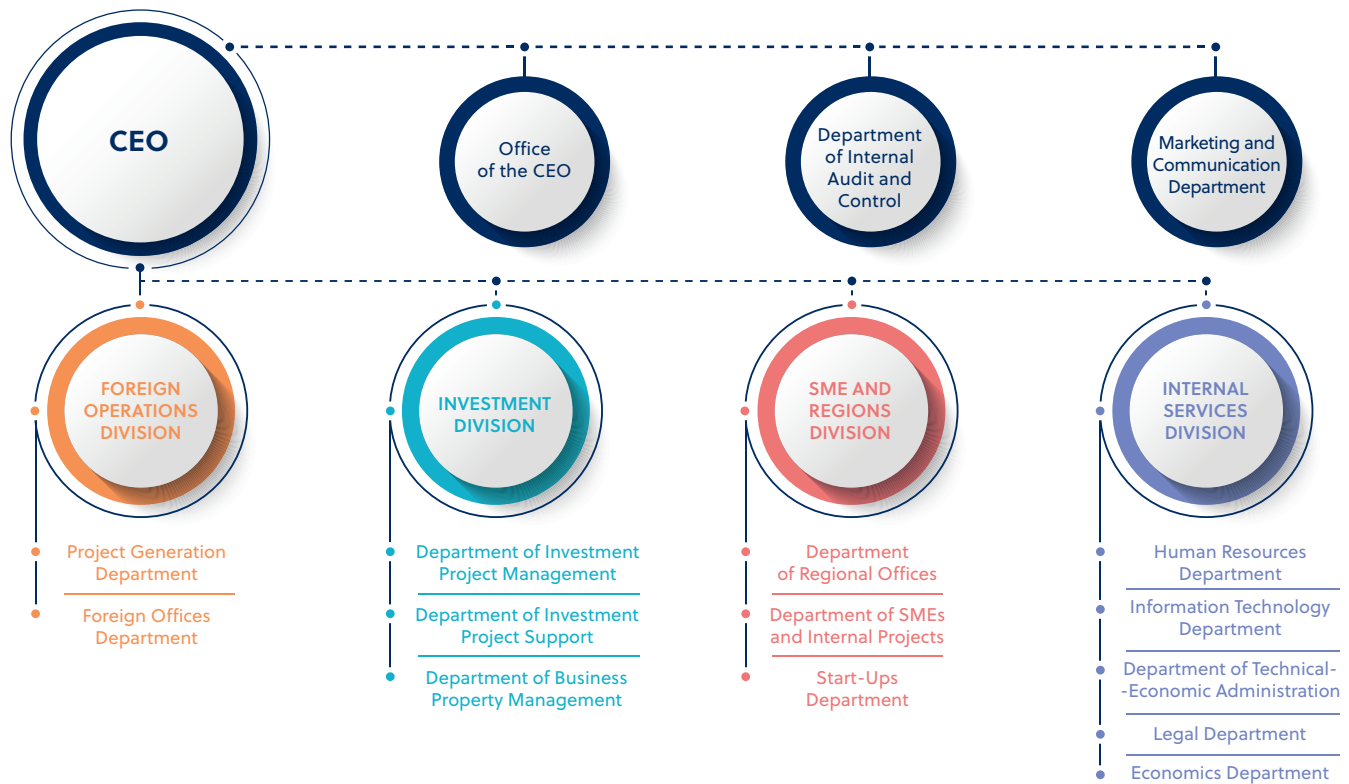 CEO
Office
of the CEO
Department
of Internal
Audit and
Control
Marketing and
Communication
Department
FOREIGN
OPERATIONS
DIVISION
INVESTMENT
DIVISION
SME AND
REGIONS
DIVISION
INTERNAL
SERVICES
DIVISION
Project Generation
Department
Foreign Offices
Department
Department of Investment
Project Management
Department of Investment
Project Support
Department of Business
Property Management
Department
of Regional Offices
Department of SMEs
and Internal Projects
Start-Ups
Department
Human Resources
Department
Information Technology
Department
Department of Technical-
-Economic Administration
Legal Department
Economics Department